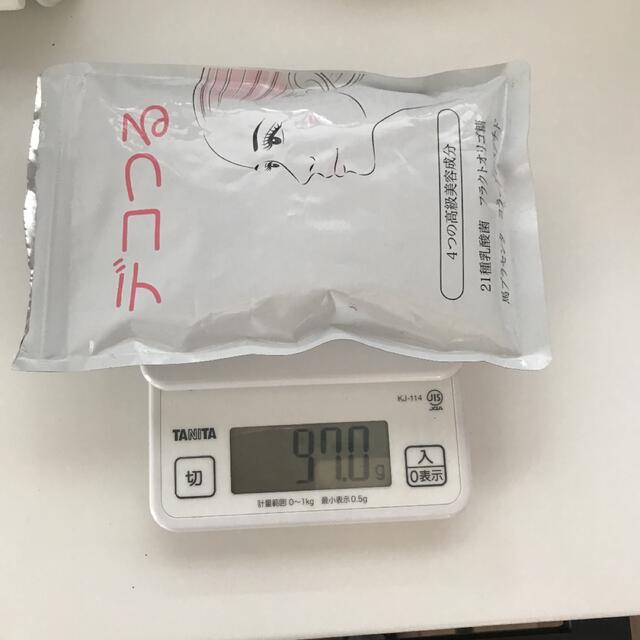 デコつる
4つの高級美容成分
21種乳酸菌 フラクトオリゴ糖
馬プラセンタ
KJ-114
JIS
TANITA
97.0g
切
入
0表示
計量範囲 0～1kg 最小表示0.5g